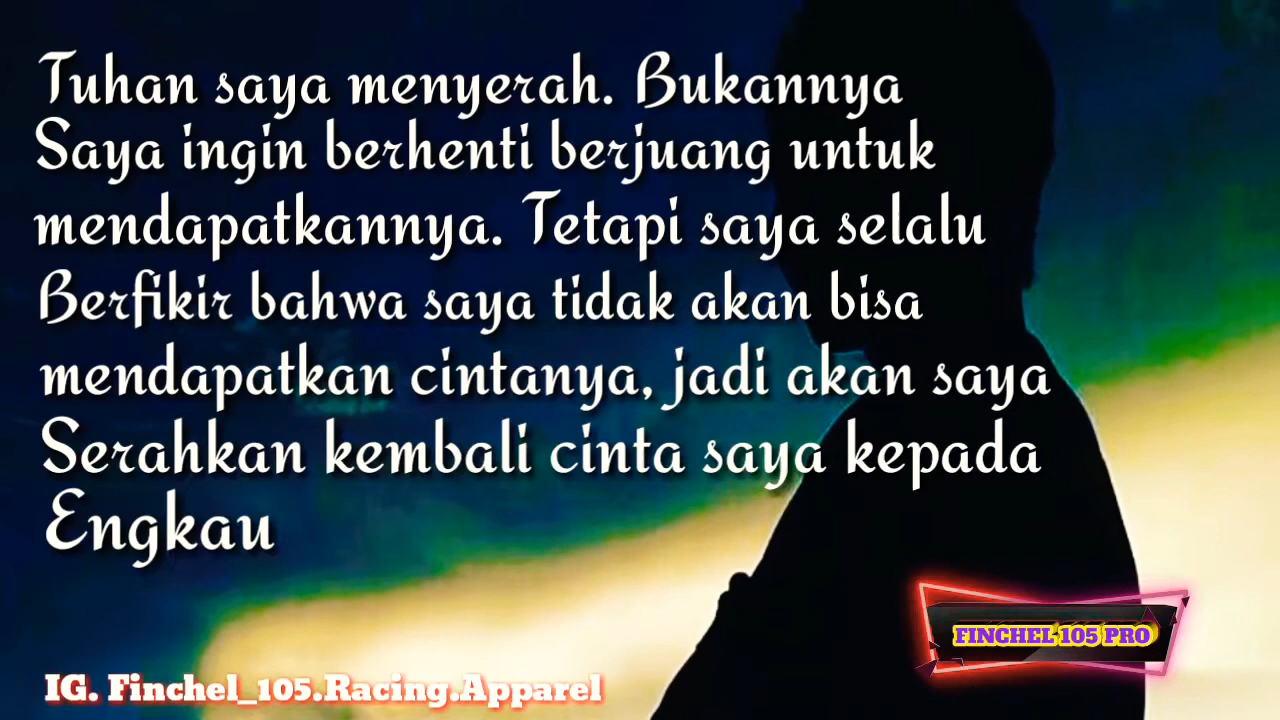 Tuhan saya menyerah. Bukannya
Saya ingin berhenti berjuang untuk
mendapatkannya. Tetapi saya selalu
Berfikir bahwa saya tidak akan bisa
mendapatkan cintanya, jadi akan saya
Serahkan kembali cinta saya kepada
Engkau
FINCHEL 105 PRO
IG. Finchel_105.Racing.Apparel